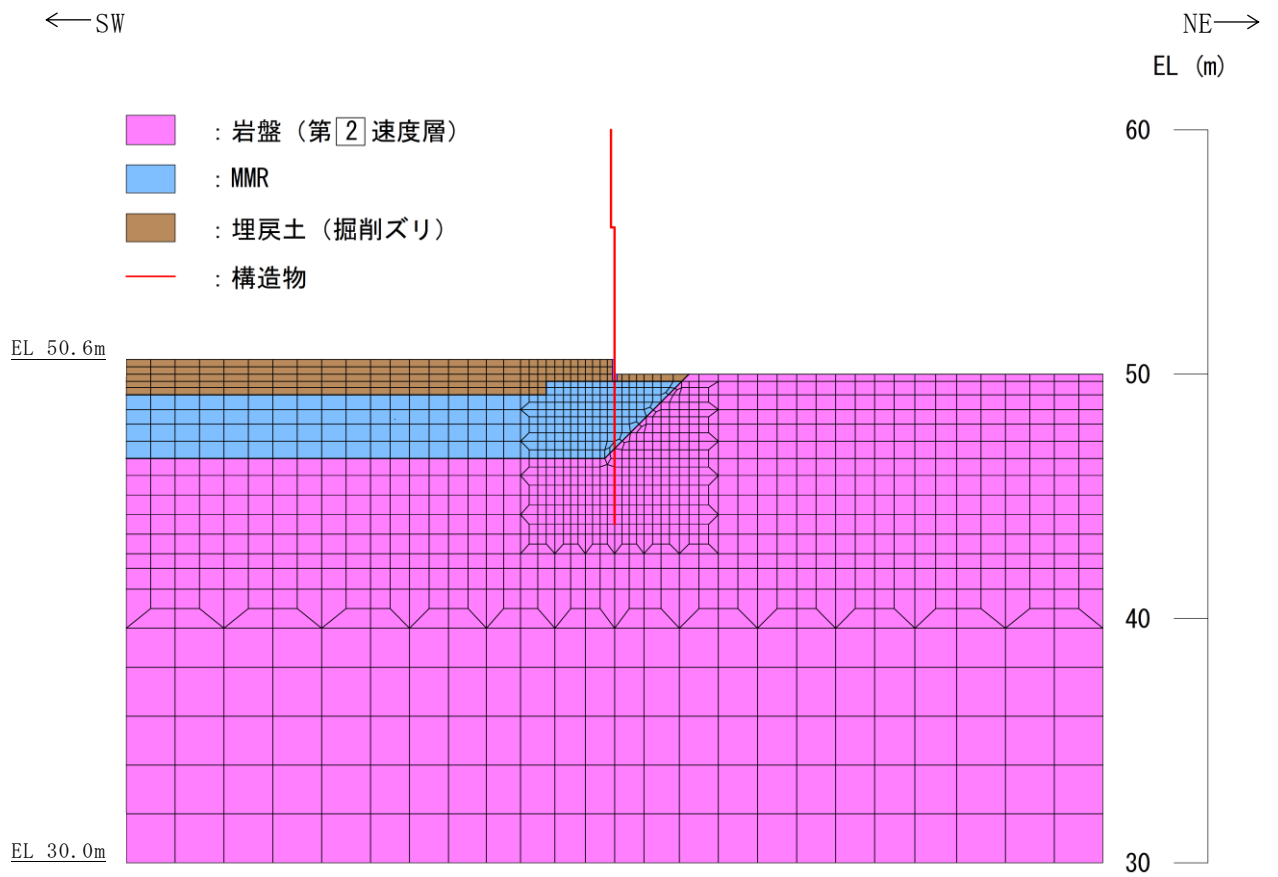 ←SW
NE→
EL (m)
：岩盤（第2速度層）
60
：MMR
：埋戻土（掘削ズリ）
：構造物
EL 50.6m
50
40
EL 30.0m
30